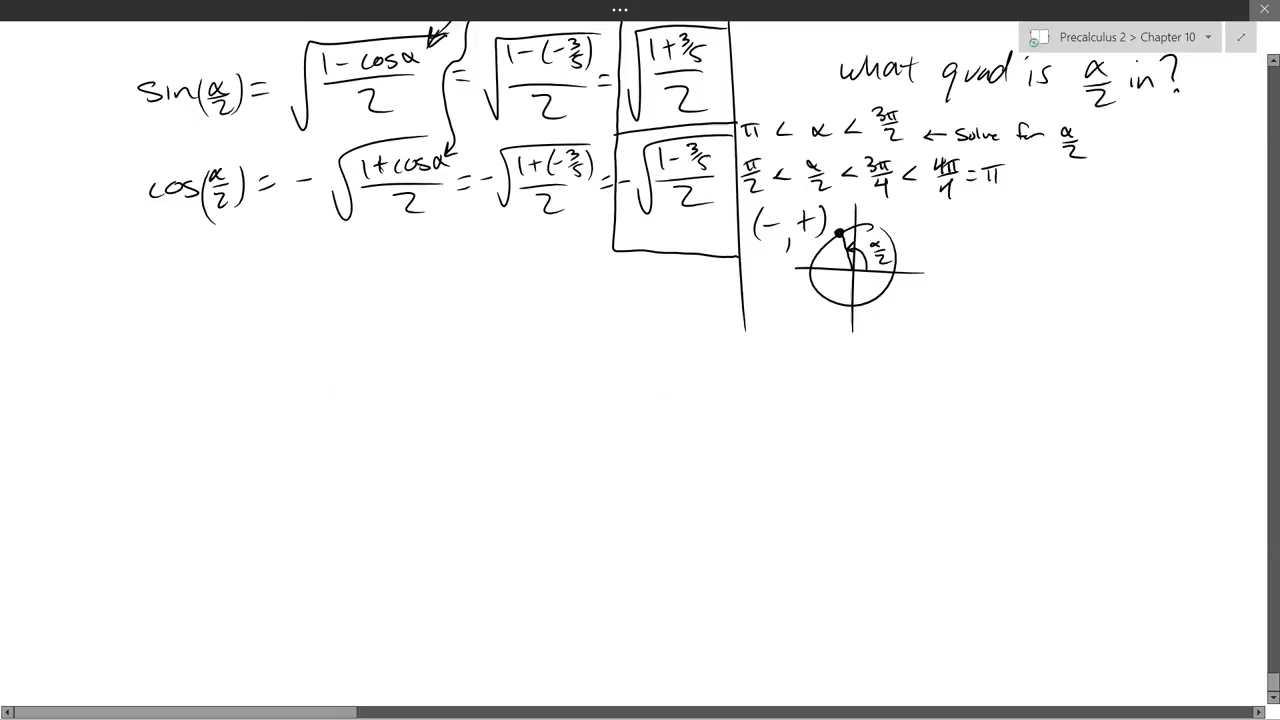 Precalculus 2 > Chapter 10
sin(α/2) = √((1 - cosα)/2) = √((1 - (-3/5))/2) = √((1 + 3/5)/2)
cos(α/2) = - √((1 + cosα)/2) = - √((1 + (-3/5))/2) = - √((1 - 3/5)/2)
what quad is α/2 in?
π < α < 3π/2 ← solve for α/2
π/2 < α/2 < 3π/4 < 4π/4 = π
(-, +)
α/2